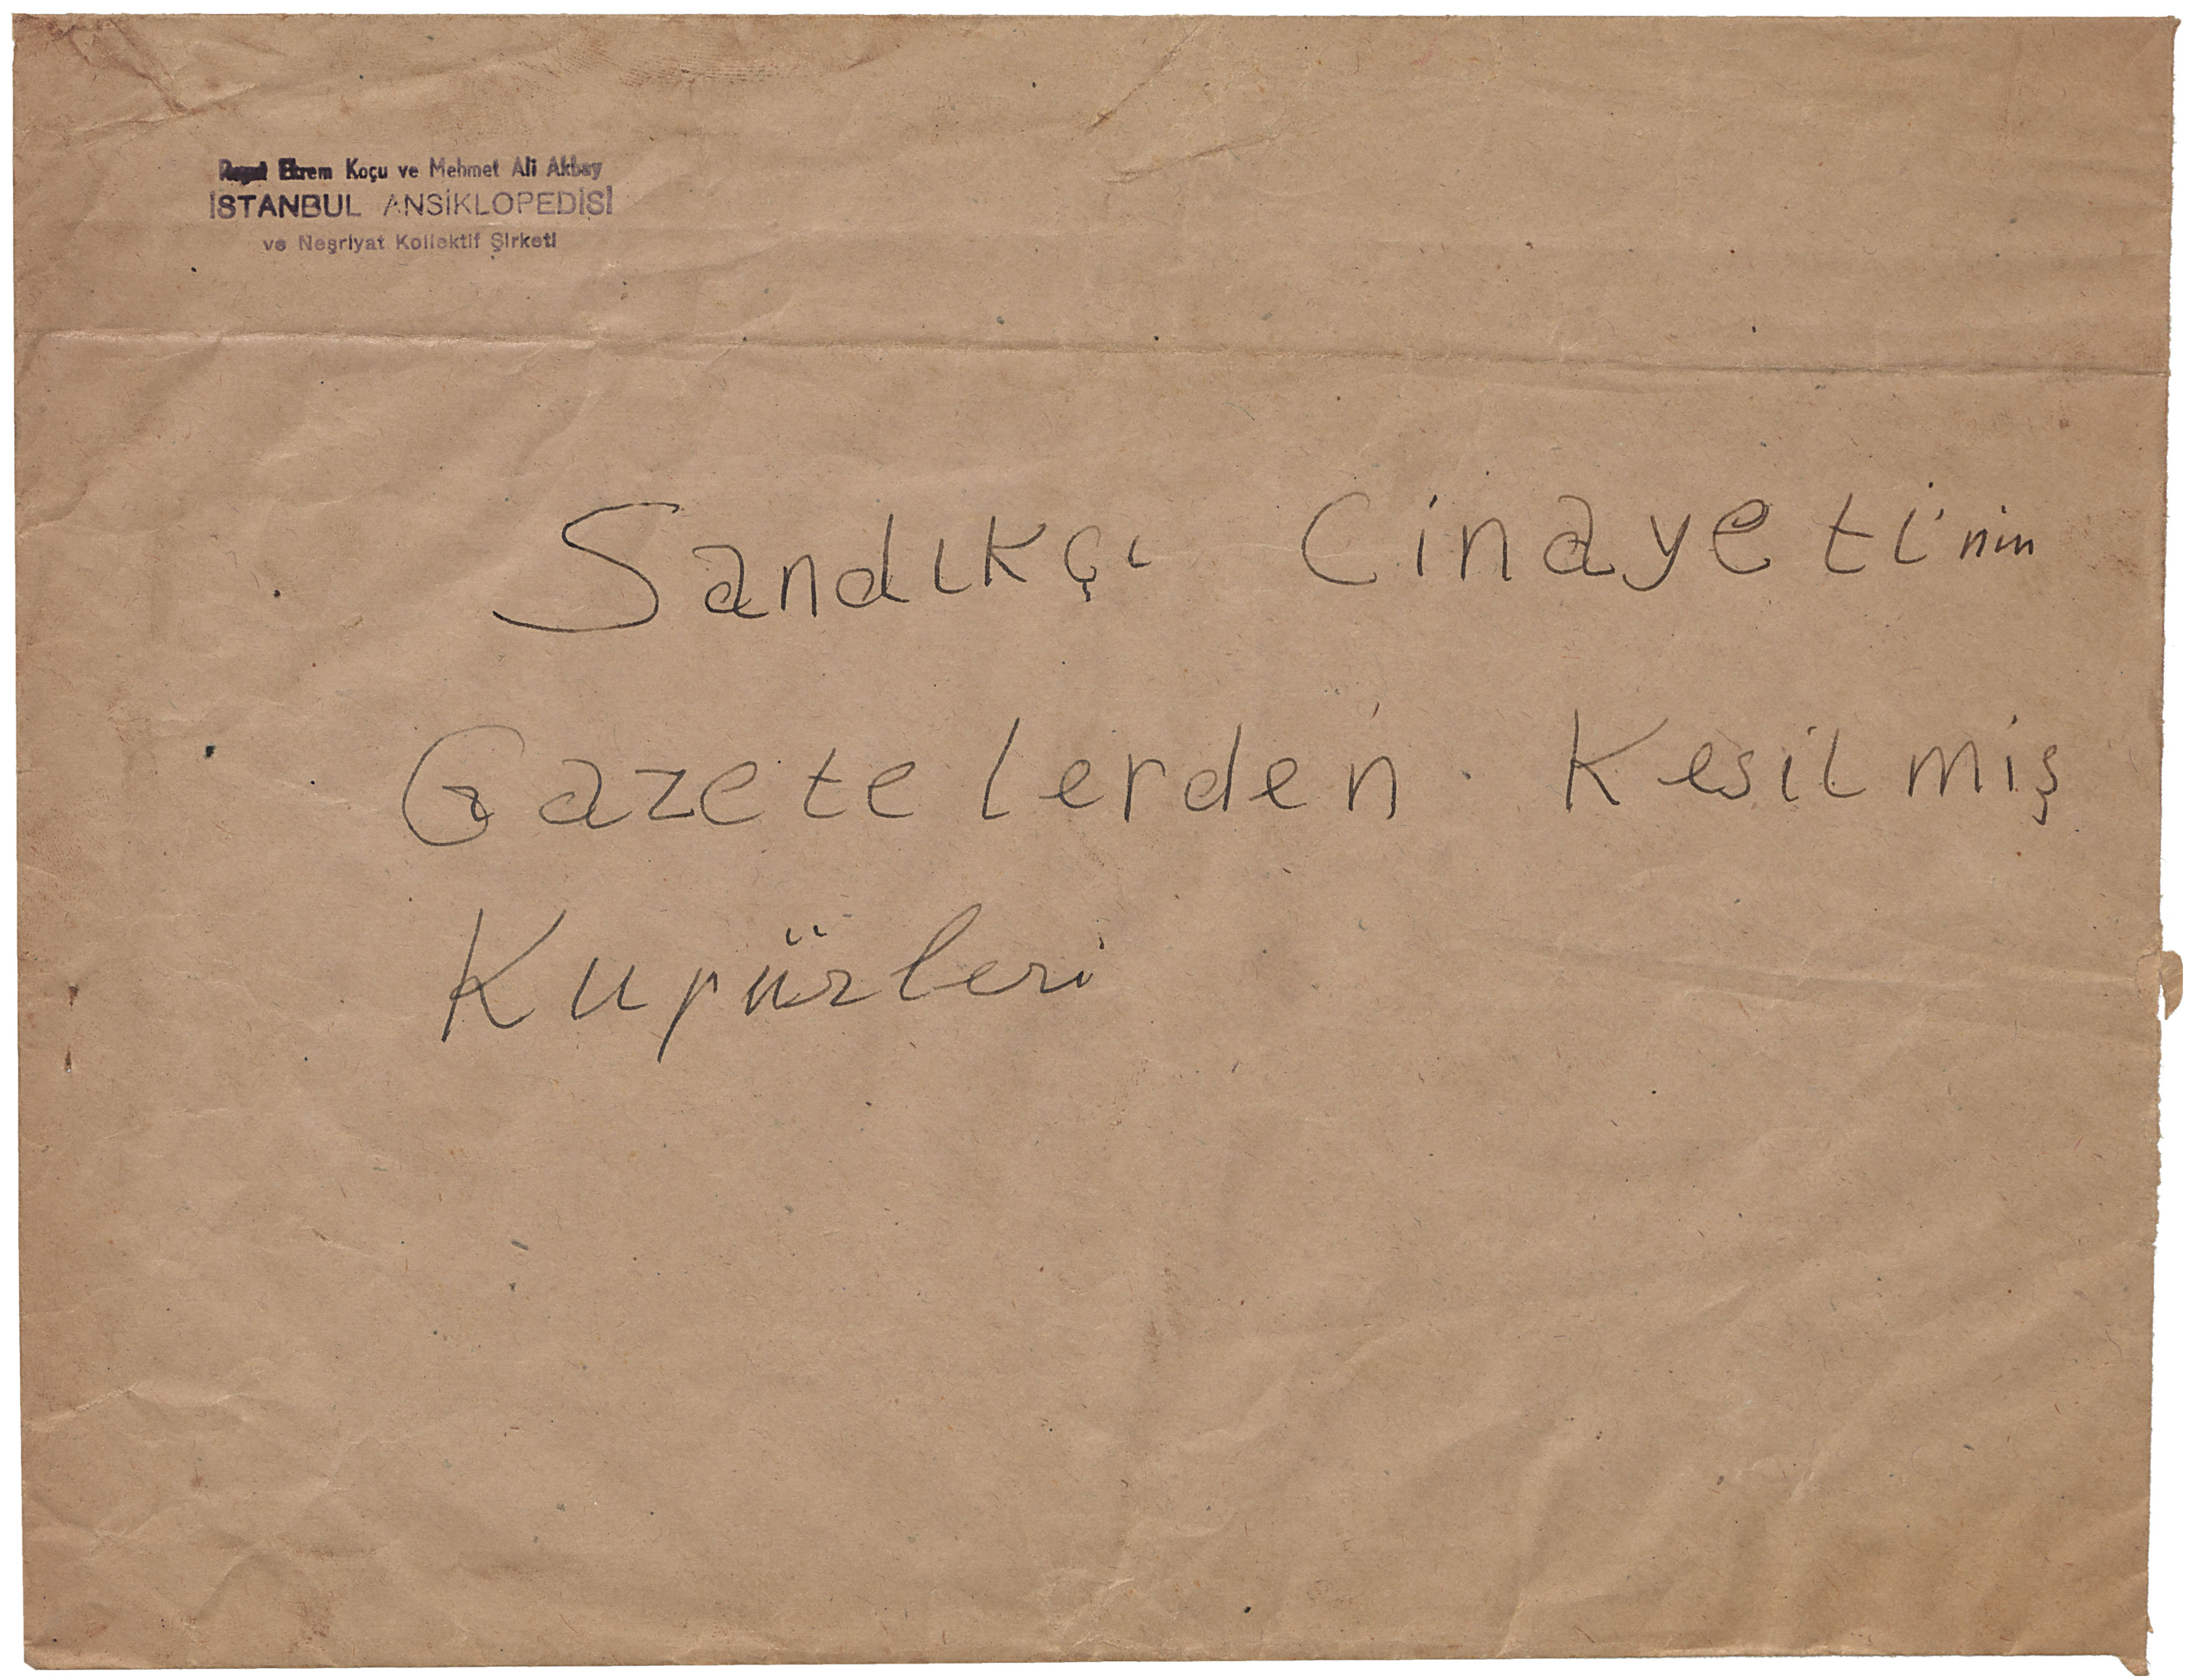 Reşat Ekrem Koçu ve Mehmet Ali Akbay
İSTANBUL ANSİKLOPEDİSİ
ve Neşriyat Kollektif Şirketi
Sandıkçı Cinayeti'nin
Gazetelerden Kesilmiş
Kupürleri